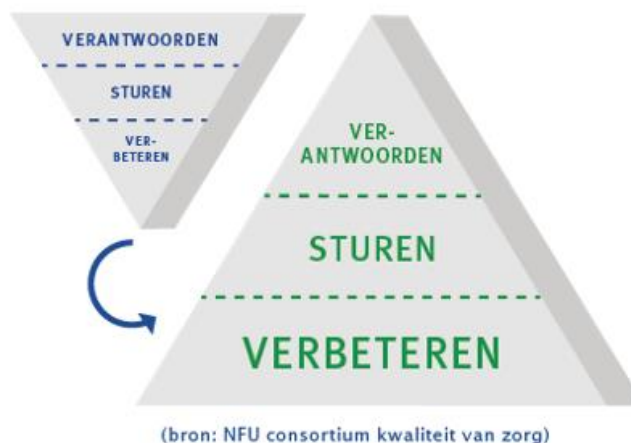 VERANTWOORDEN
STUREN
VER-
BETEREN
VER-
ANTWOORDEN
STUREN
VERBETEREN
(bron: NFU consortium kwaliteit van zorg)